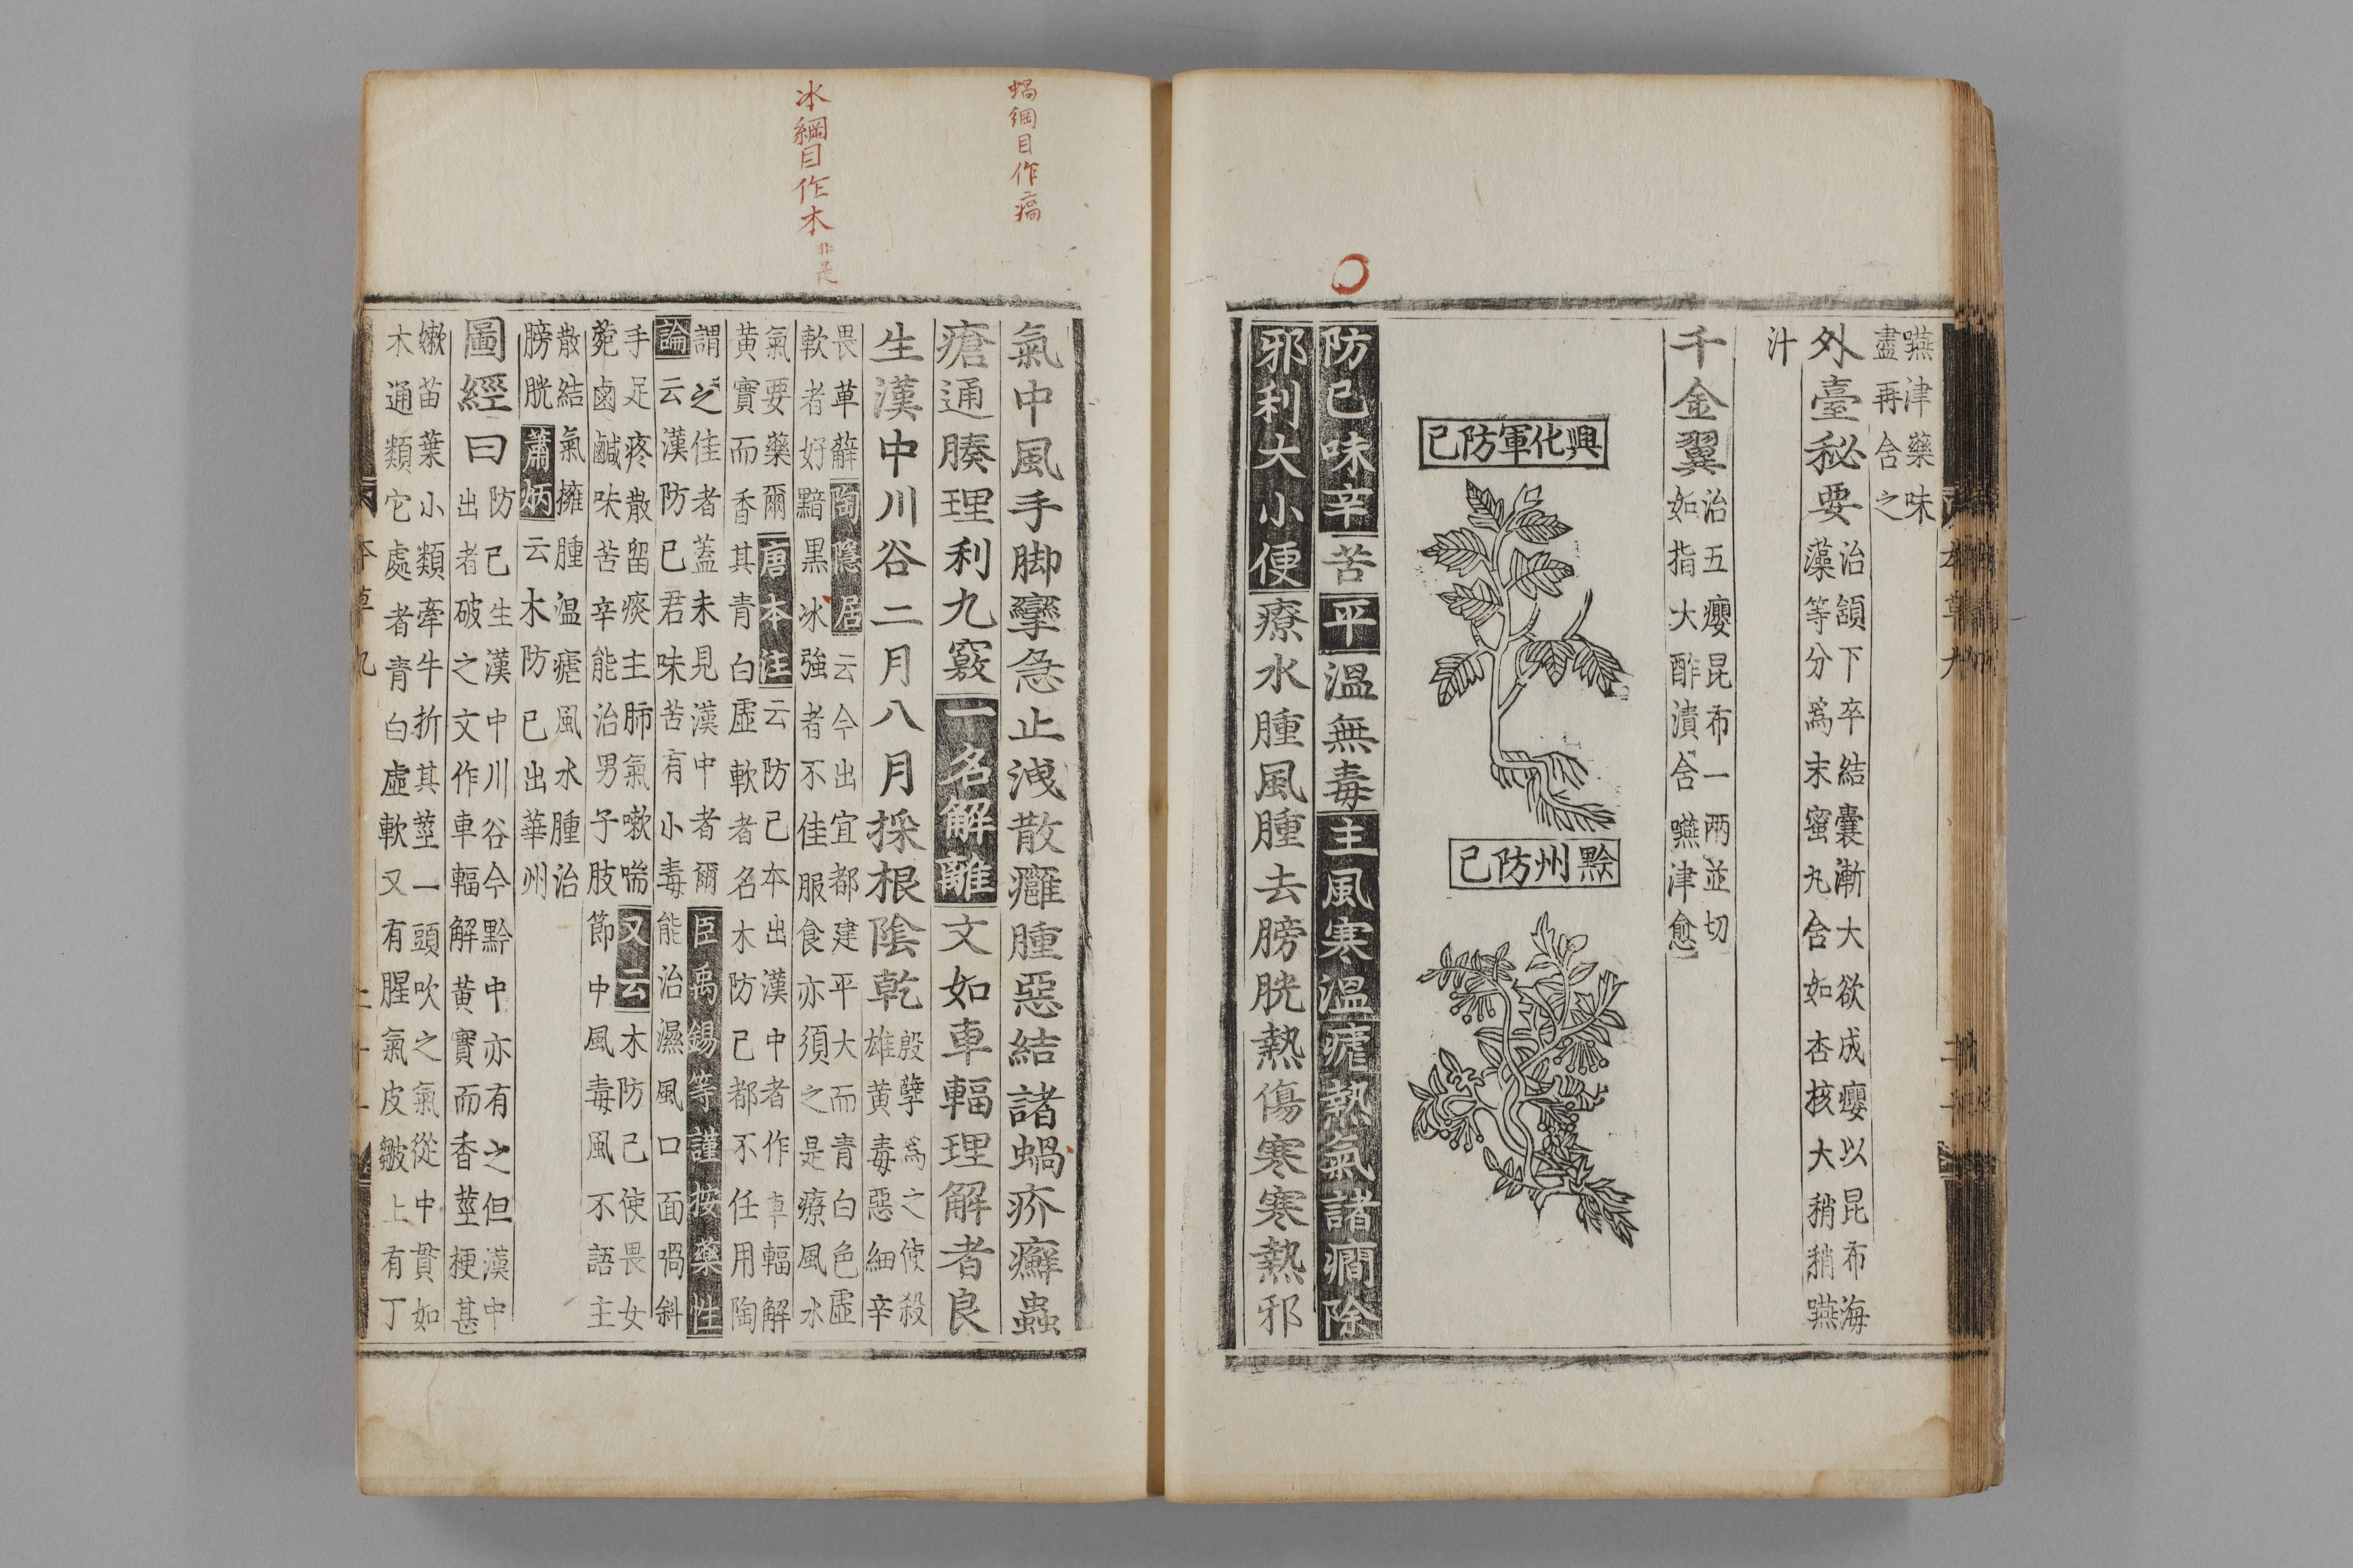 嚥津藥味
盡再合之
外臺秘要治頷下卒結囊漸大欲成癭以昆布海
藻等分爲末蜜丸含如杏核大稍稍嚥
汁
千金翼治五癭昆布一兩並切
如指大酢漬含嚥津愈
興化軍防已
黔州防已
防已味辛苦平溫無毒主風寒溫瘧熱氣諸癎除
邪利大小便療水腫風腫去膀胱熱傷寒寒熱邪
氣中風手脚攣急止洩散癰腫惡結諸蝸疥癬蟲
瘡通腠理利九竅一名解離文如車輻理解者良
生漢中川谷二月八月採根陰乾殷孽爲之使殺
雄黃毒惡細辛
畏萆薢陶隱居云今出宜都建平大而青白色虛
軟者好黯黒冰強者不佳服食亦須之是療風水
氣要藥爾唐本注云防己本出漢中者作車輻解
黃實而香其青白虛軟者名木防己都不任用陶
謂之佳者蓋未見漢中者爾臣禹錫等謹按藥性
論云漢防已君味苦有小毒能治濕風口面喎斜
手足疼散留痰主肺氣嗽喘又云木防己使畏女
菀鹵鹹味苦辛能治男子肢節中風毒風不語主
散結氣擁腫溫瘧風水腫治
膀胱蕭炳云木防已出華州
圖經曰防已生漢中川谷今黔中亦有之但漢中
出者破之文作車輻解黃實而香莖梗甚
嫩苗葉小類牽牛折其莖一頭吹之氣從中貫如
木通類它處者青白虛軟又有腥氣皮皺上有丁
蝸綱目作瘑
冰綱目作木
非是
本草九